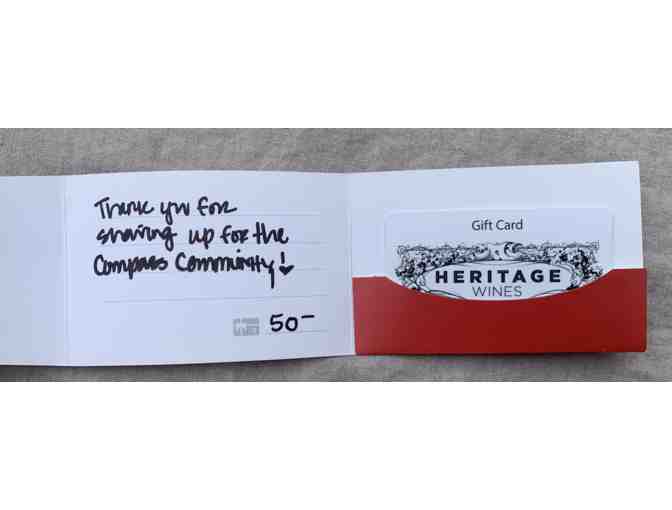 Thank you for
showing up for the
Compass Community!
50-
Gift Card
HERITAGE
WINES